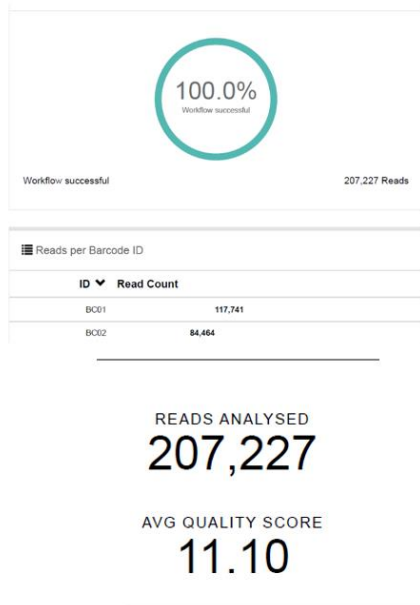 100.0%
Workflow successful
Workflow successful 207,227 Reads
Reads per Barcode ID
ID Read Count
BC01 117,741
BC02 84,464
READS ANALYSED
207,227
AVG QUALITY SCORE
11.10